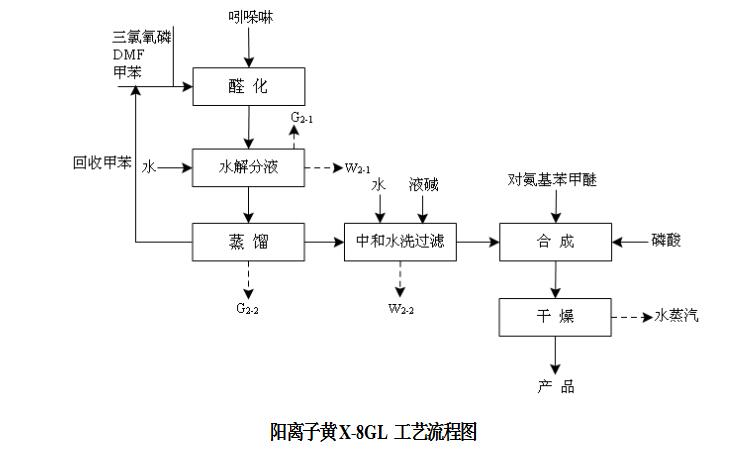 吲哚啉
三氯氧磷
DMF
甲苯
醛 化
G2-1
回收甲苯
水
水解分液
W2-1
水
液碱
对氨基苯甲醚
蒸 馏
中和水洗过滤
合 成
磷酸
G2-2
W2-2
干 燥
水蒸汽
产 品
阳离子黄X-8GL 工艺流程图